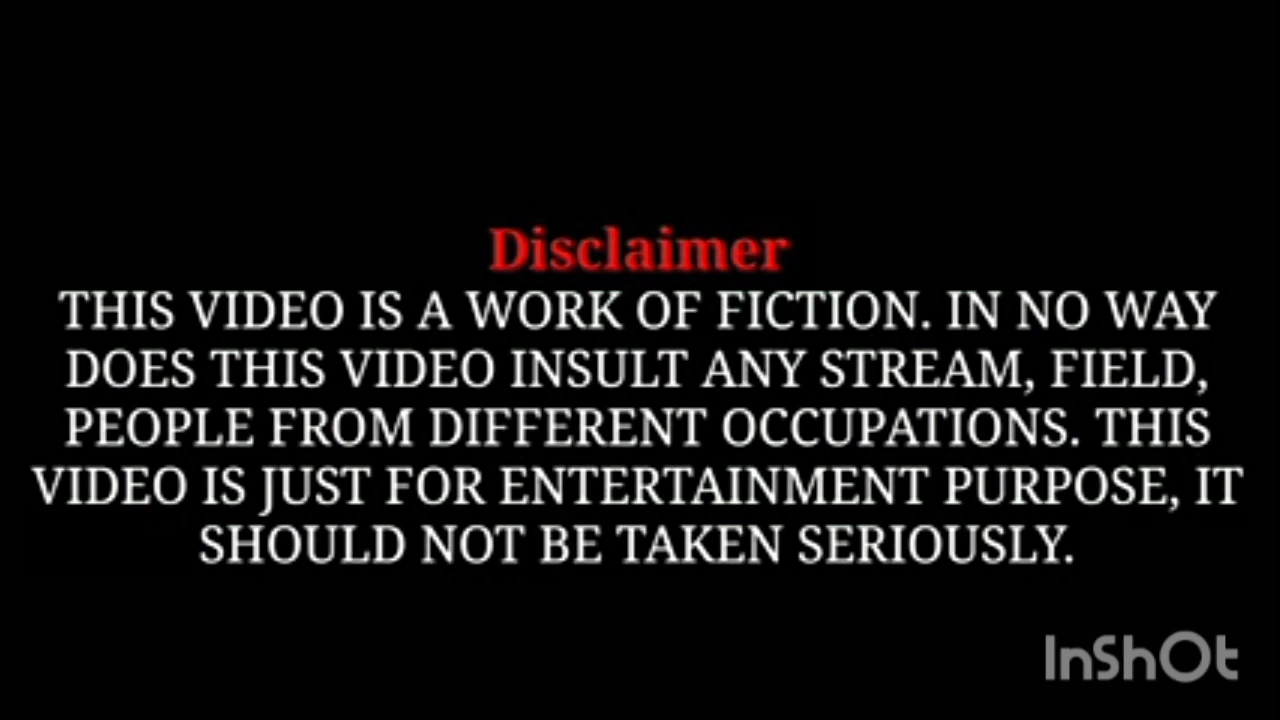 Disclaimer
THIS VIDEO IS A WORK OF FICTION. IN NO WAY
DOES THIS VIDEO INSULT ANY STREAM, FIELD,
PEOPLE FROM DIFFERENT OCCUPATIONS. THIS
VIDEO IS JUST FOR ENTERTAINMENT PURPOSE, IT
SHOULD NOT BE TAKEN SERIOUSLY.
InShOt